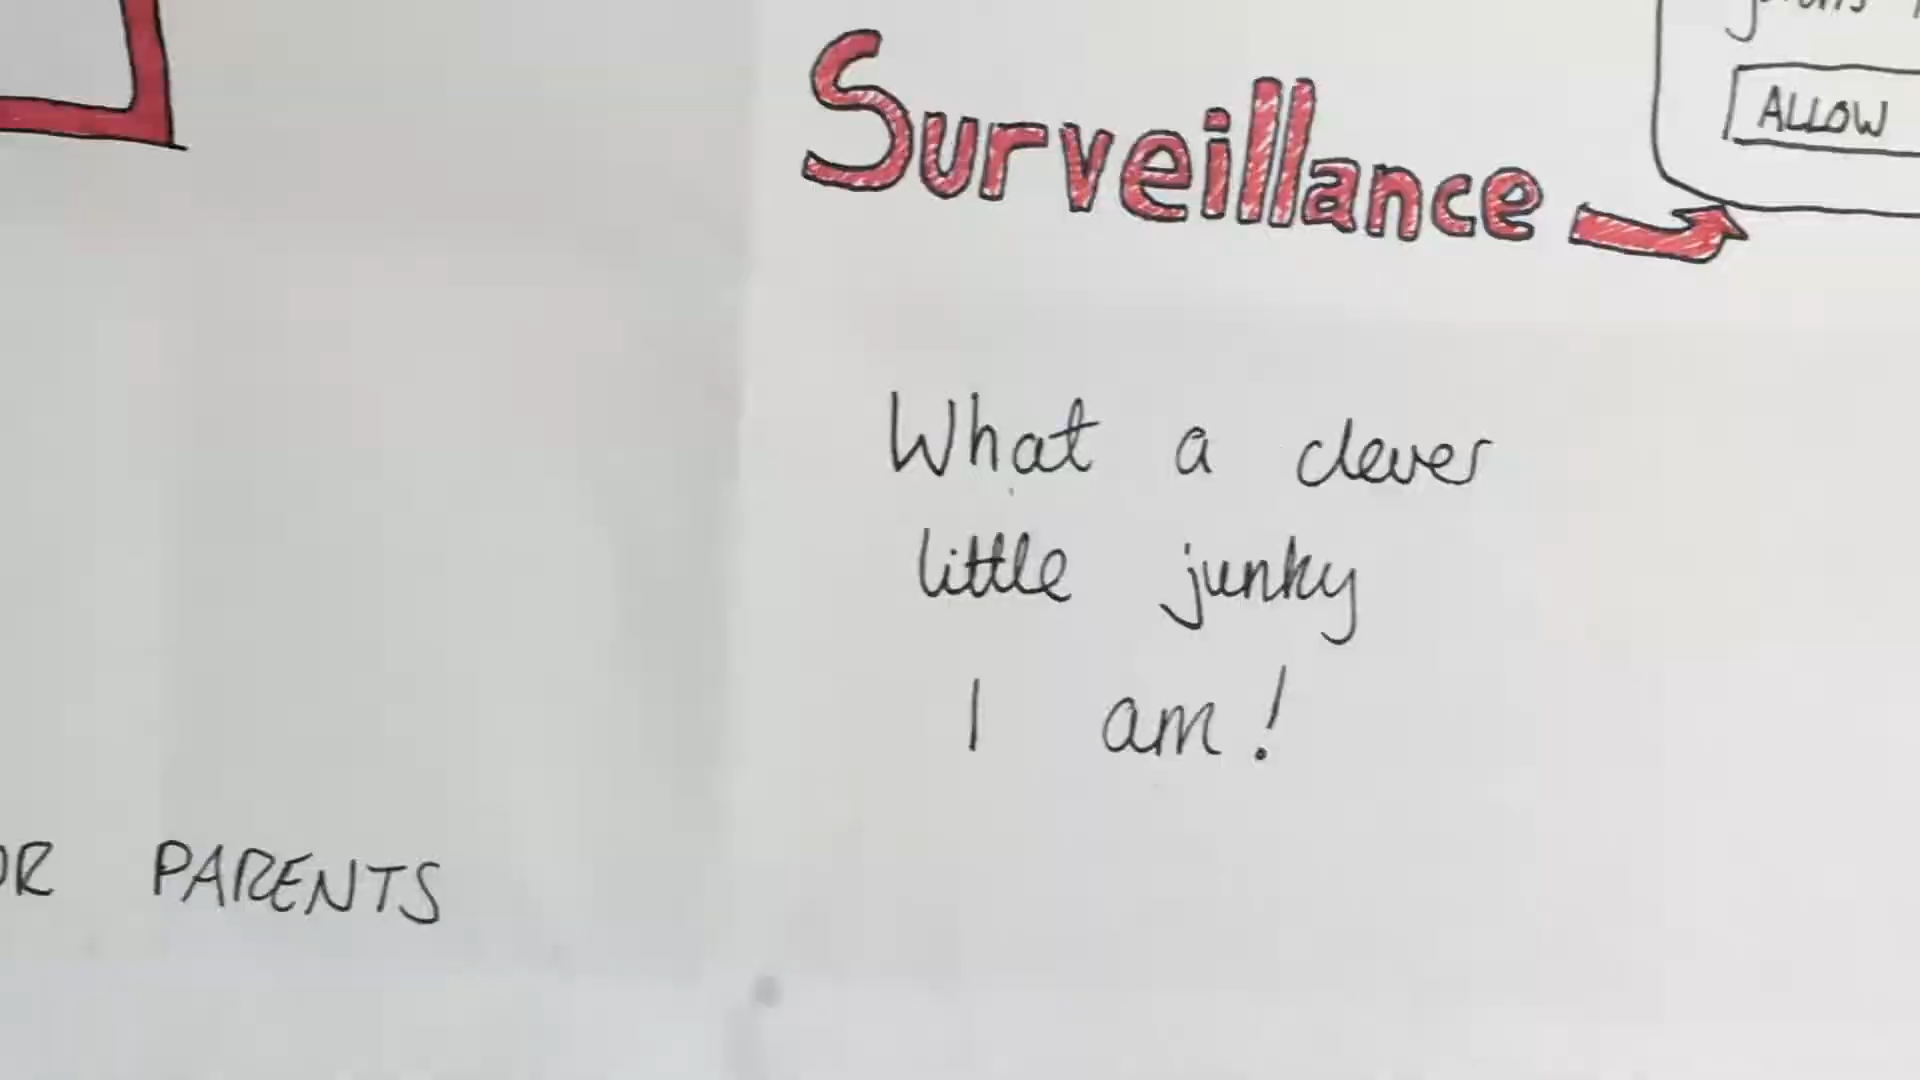 Surveillance
ALLOW
What a clever
little junky
I am!
PARENTS